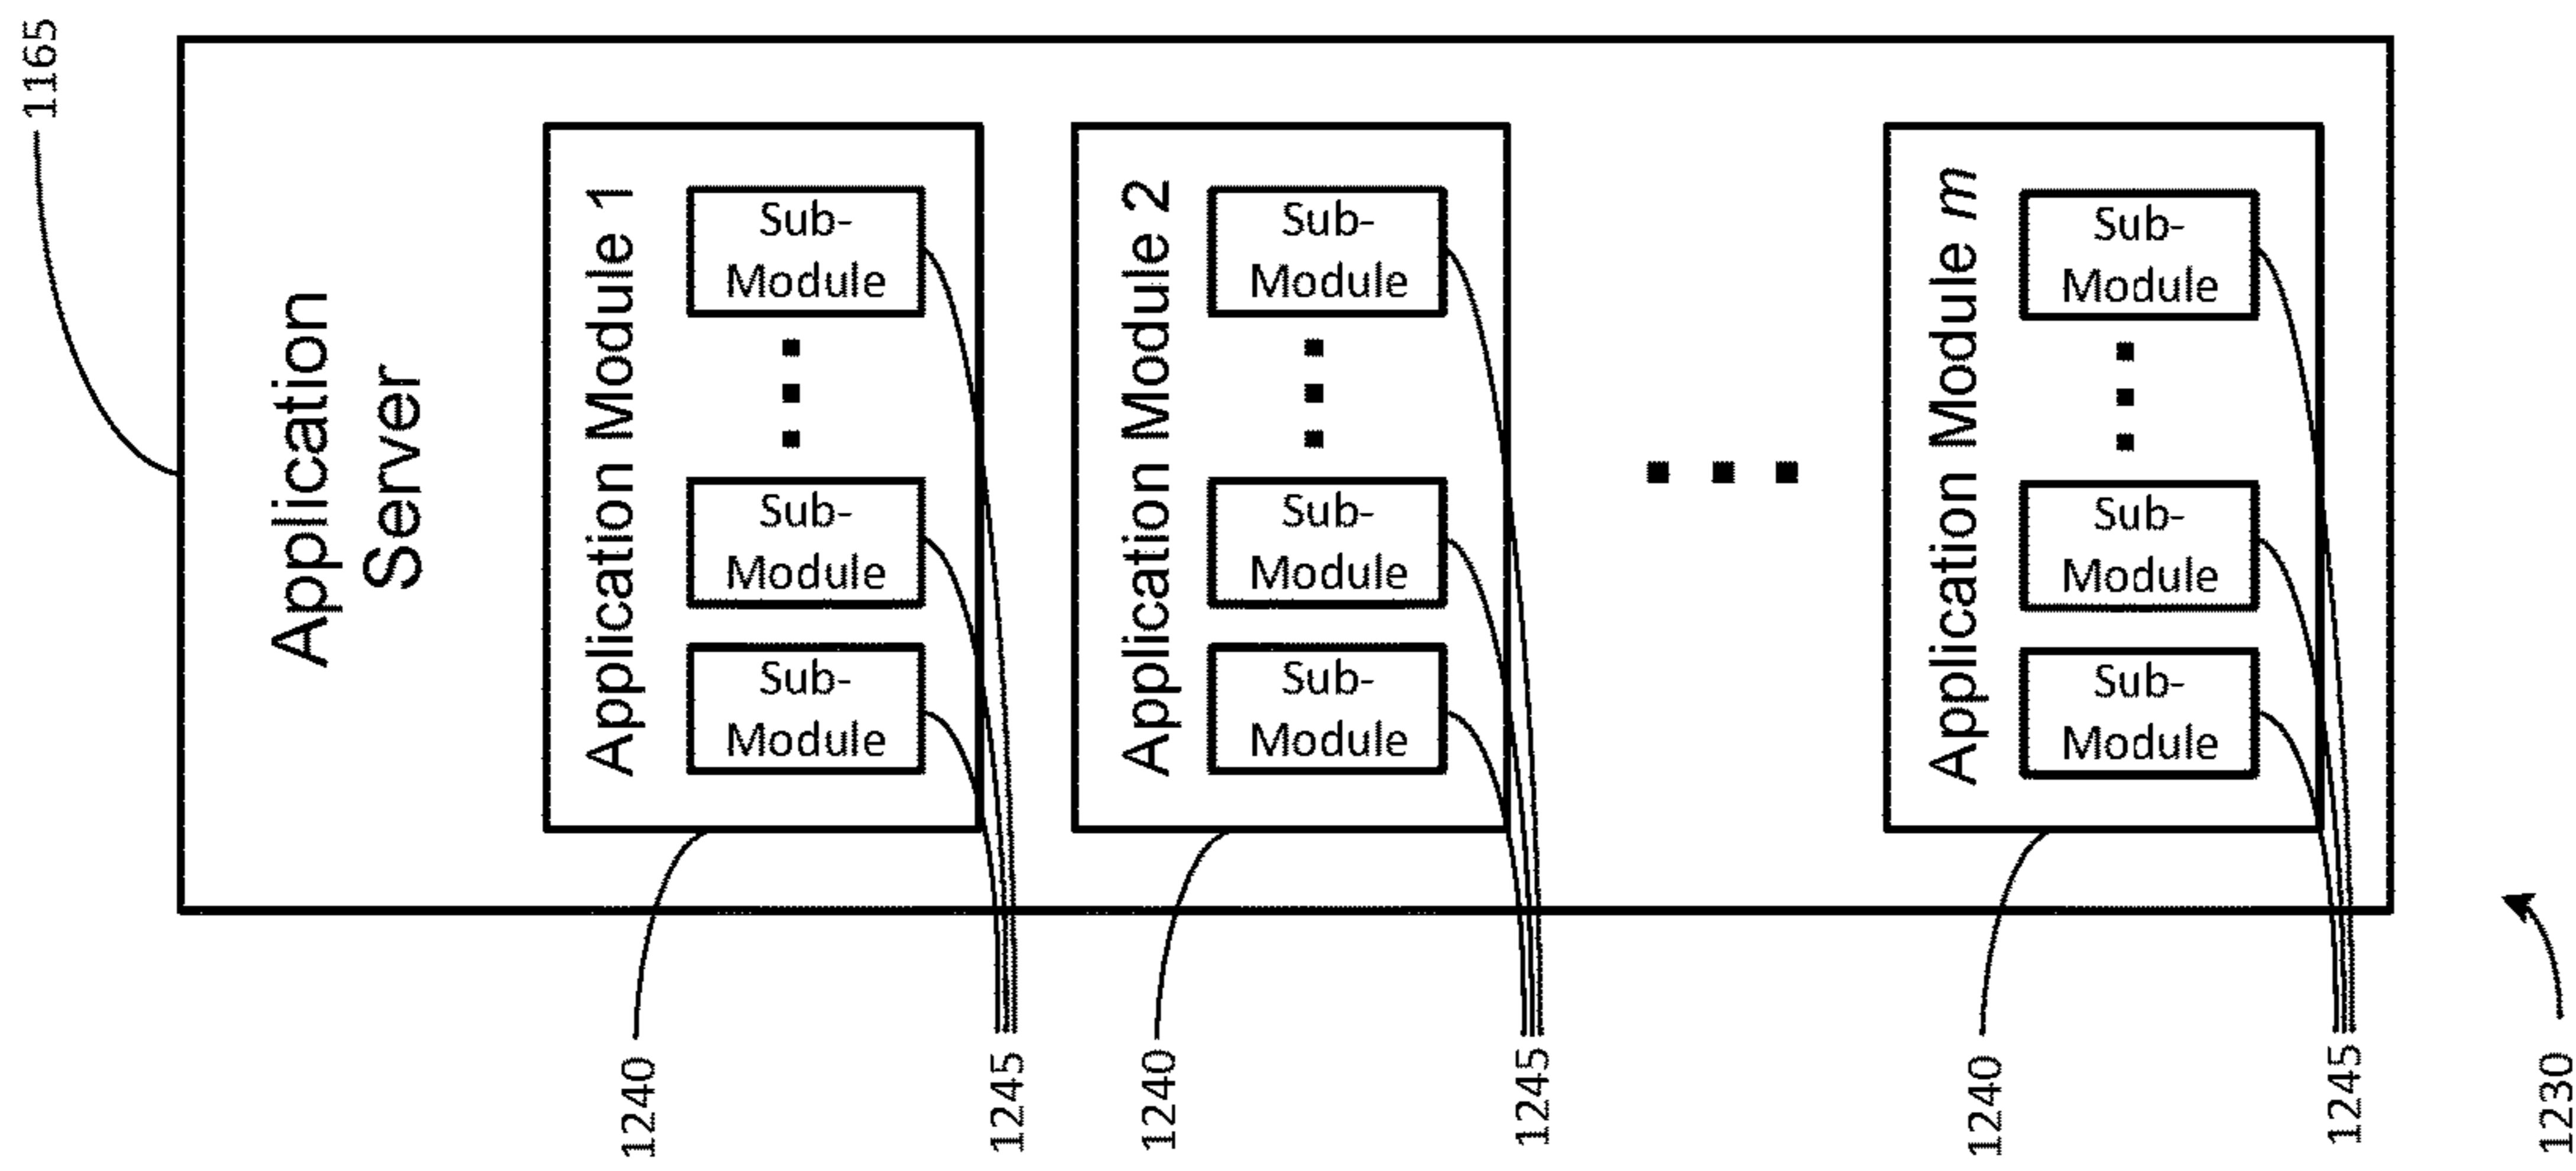 1165
Application
Server
Application Module 1
Sub-
Module
Sub-
Module
Sub-
Module
1240
1245
Application Module 2
Sub-
Module
Sub-
Module
Sub-
Module
1240
1245
Application Module m
Sub-
Module
Sub-
Module
Sub-
Module
1240
1245
1230